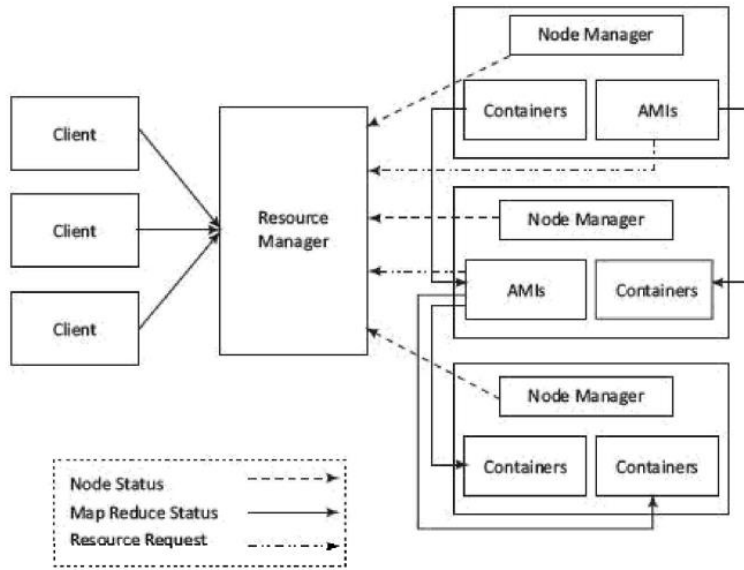 Client
Client
Client
Resource
Manager
Node Manager
Containers
AMIs
Node Manager
AMIs
Containers
Node Manager
Containers
Containers
Node Status
Map Reduce Status
Resource Request